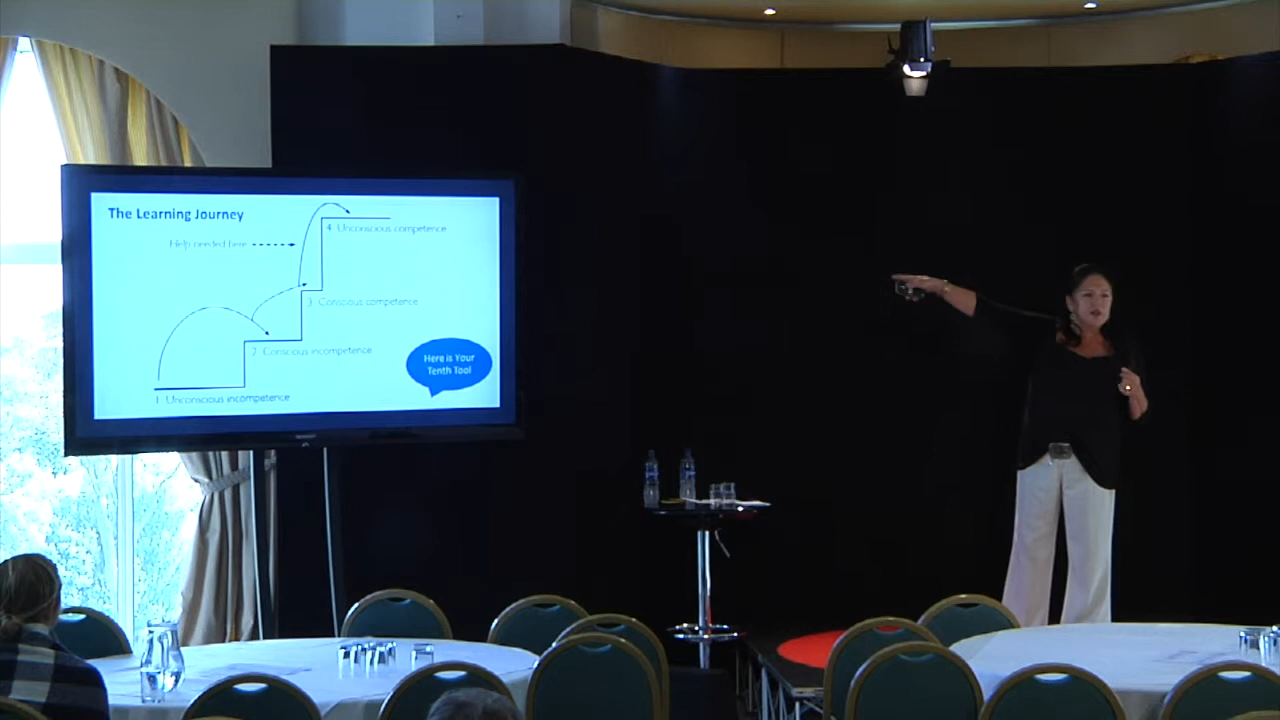 The Learning Journey
4 Unconscious competence
Help needed here
3 Conscious competence
2 Conscious incompetence
Here is Your
Tenth Tool
1 Unconscious incompetence